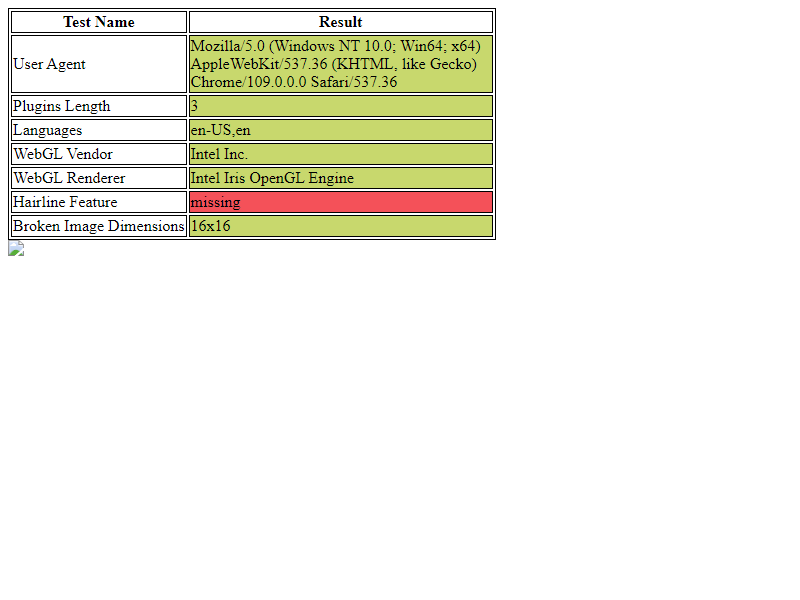 Test Name Result
User Agent
Mozilla/5.0 (Windows NT 10.0; Win64; x64)
AppleWebKit/537.36 (KHTML, like Gecko)
Chrome/109.0.0.0 Safari/537.36
Plugins Length 3
Languages en-US,en
WebGL Vendor Intel Inc.
WebGL Renderer Intel Iris OpenGL Engine
Hairline Feature missing
Broken Image Dimensions 16x16